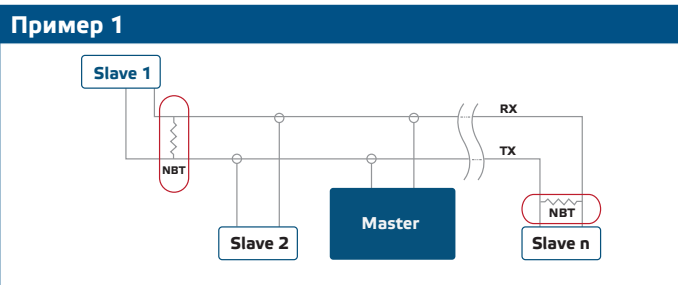 Пример 1
Slave 1
RX
TX
NBT
NBT
Master
Slave 2
Slave n